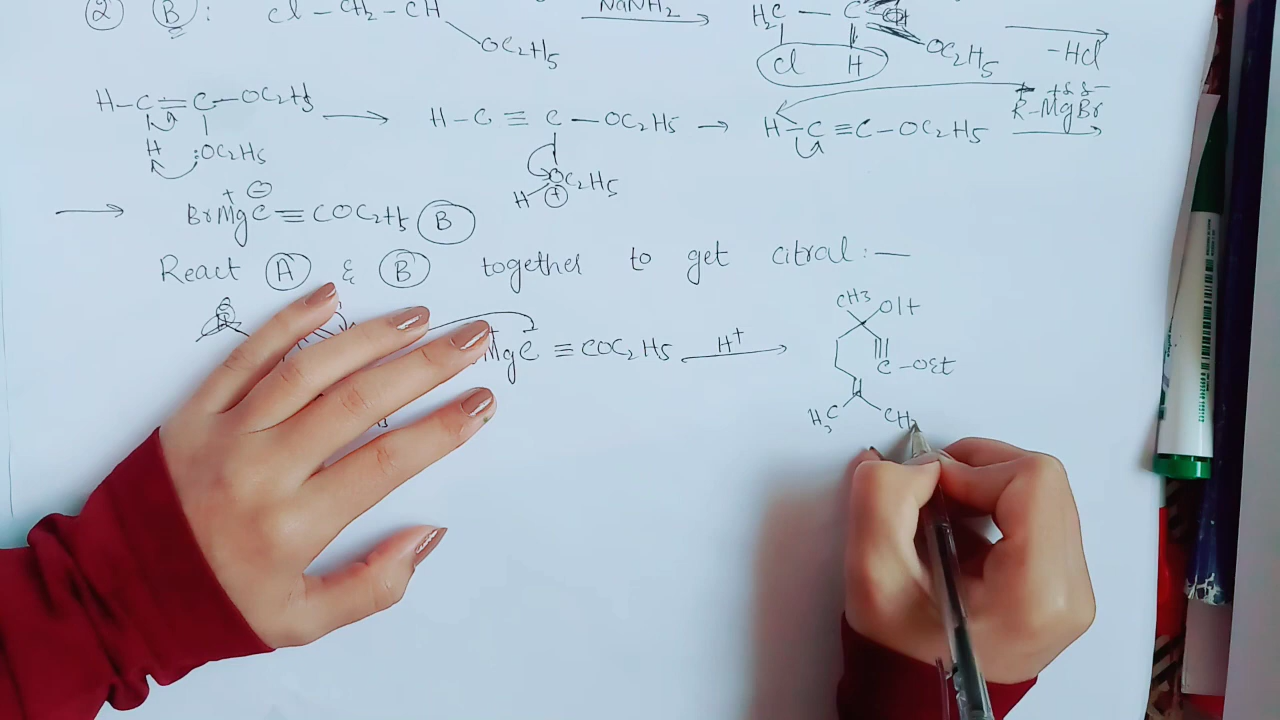 ② Ⓑ : Cl – CH2 – CH NaNH2 H2C — C
OC2H5 Cl H OC2H5 -HCl
H-C=C-OC2H5 H-C≡C-OC2H5 H-C≡C-OC2H5 R-MgBr
H :OC2H5 H OC2H5
BrMgC≡COC2H5 Ⓑ
React Ⓐ & Ⓑ together to get citral:—
CH3 OH
MgC≡COC2H5 H+
C-OEt
H3C CH